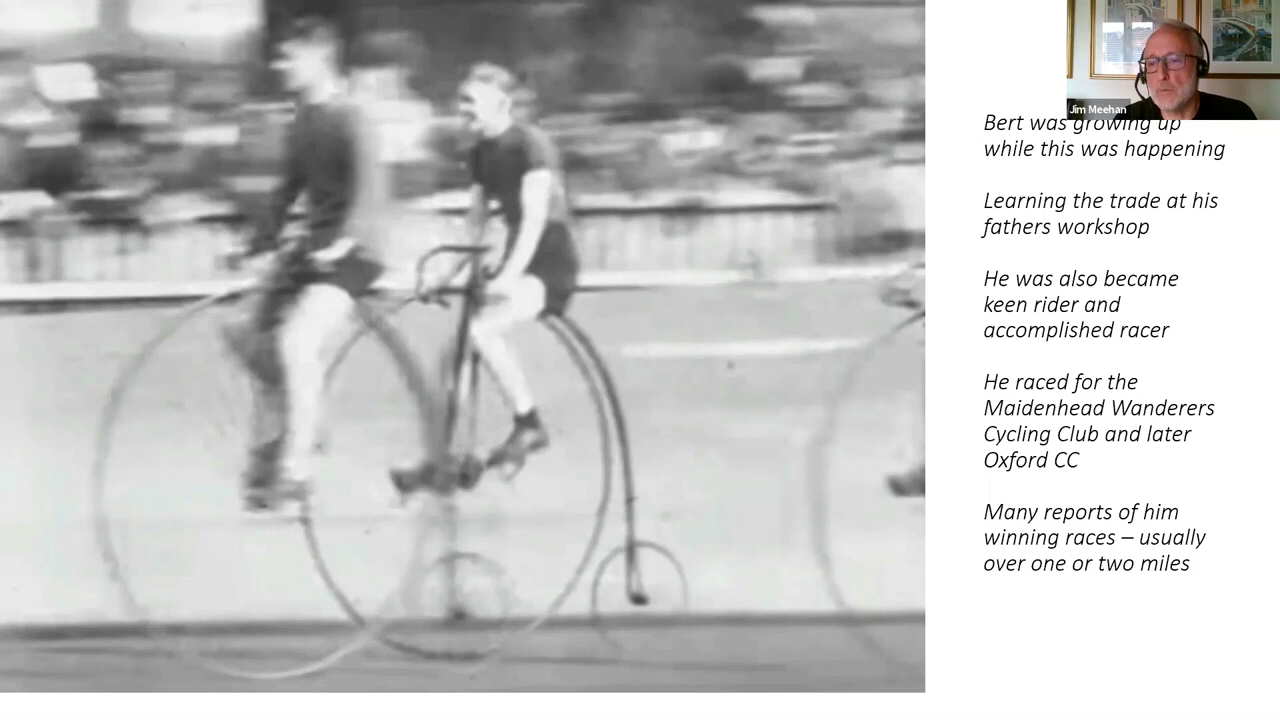 Jim Meehan
Bert was growing up
while this was happening
Learning the trade at his
fathers workshop
He was also became
keen rider and
accomplished racer
He raced for the
Maidenhead Wanderers
Cycling Club and later
Oxford CC
Many reports of him
winning races – usually
over one or two miles